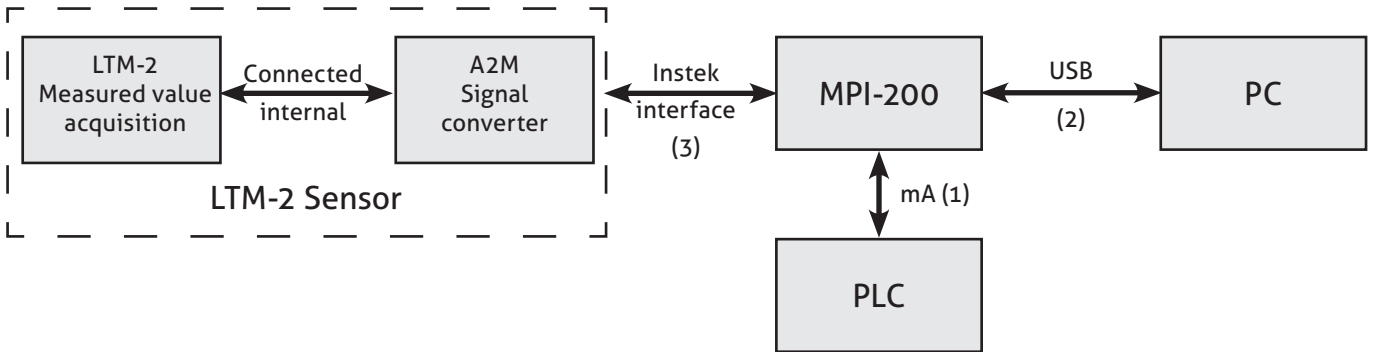 LTM-2
Measured value
acquisition
Connected
internal
A2M
Signal
converter
LTM-2 Sensor
Instek
interface
(3)
MPI-200
USB
(2)
PC
mA (1)
PLC